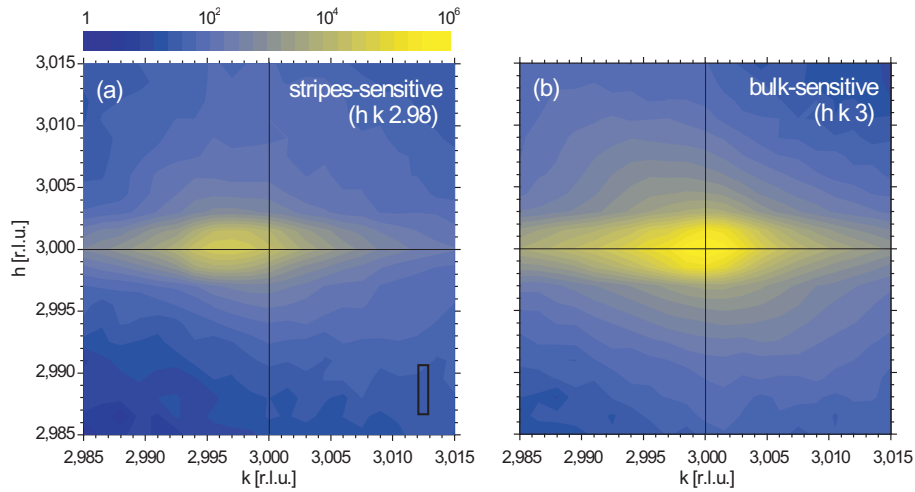 1 10² 10⁴ 10⁶
(a) stripes-sensitive
(h k 2.98)
(b) bulk-sensitive
(h k 3)
3,015
3,010
3,005
3,000
2,995
2,990
2,985
h [r.l.u.]
2,985 2,990 2,995 3,000 3,005 3,010 3,015
k [r.l.u.]
2,985 2,990 2,995 3,000 3,005 3,010 3,015
k [r.l.u.]